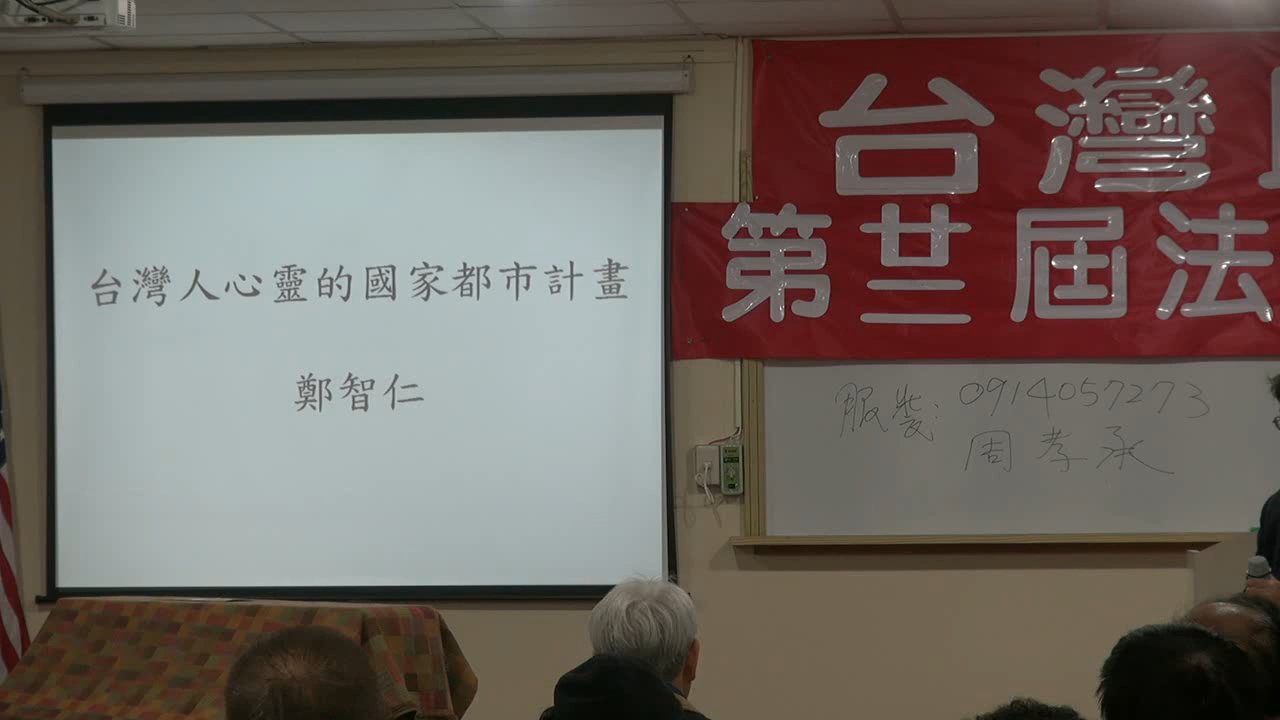 台灣人心靈的國家都市計畫
鄭智仁
台灣
第廿二屆法
服裝: 0914057273
周孝承